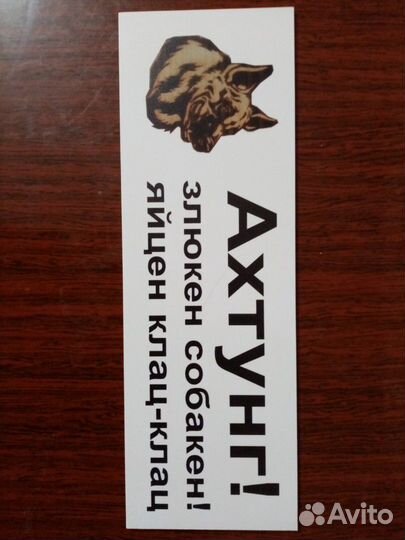 Ахтунг!
злюкен собакен!
яйцен клац-клац
Avito